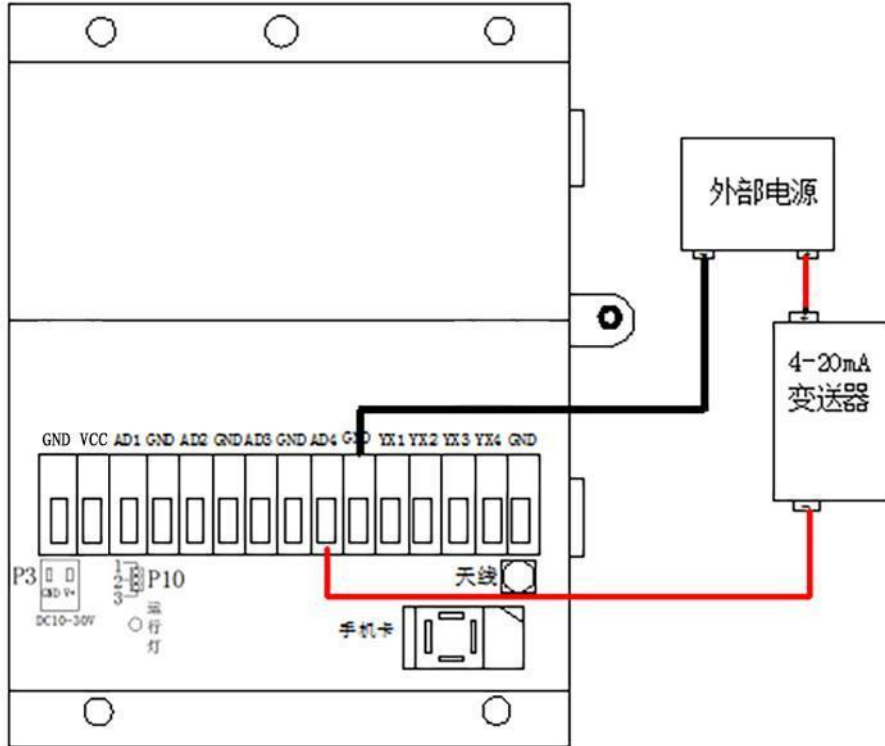 外部电源
4-20mA
变送器
GND VCC AD1 GND AD2 GND AD3 GND AD4 GND YX1 YX2 YX3 YX4 GND
P3
GND V+
DC10-30V
1
2
3
P10
运
行
灯
天线
手机卡